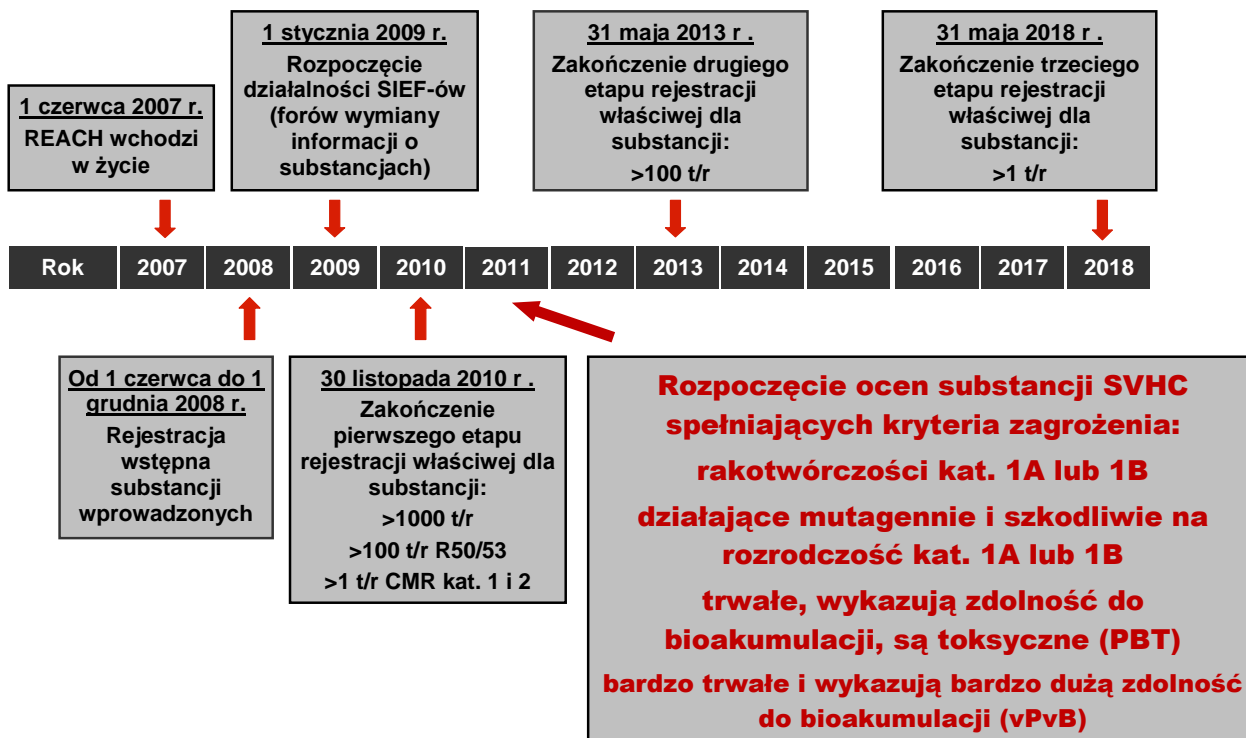 1 czerwca 2007 r.
REACH wchodzi
w życie
1 stycznia 2009 r.
Rozpoczęcie
działalności SIEF-ów
(forów wymiany
informacji o
substancjach)
31 maja 2013 r .
Zakończenie drugiego
etapu rejestracji
właściwej dla
substancji:
>100 t/r
31 maja 2018 r .
Zakończenie trzeciego
etapu rejestracji
właściwej dla
substancji:
>1 t/r
Rok 2007 2008 2009 2010 2011 2012 2013 2014 2015 2016 2017 2018
Od 1 czerwca do 1
grudnia 2008 r.
Rejestracja
wstępna
substancji
wprowadzonych
30 listopada 2010 r .
Zakończenie
pierwszego etapu
rejestracji właściwej dla
substancji:
>1000 t/r
>100 t/r R50/53
>1 t/r CMR kat. 1 i 2
Rozpoczęcie ocen substancji SVHC
spełniających kryteria zagrożenia:
rakotwórczości kat. 1A lub 1B
działające mutagennie i szkodliwie na
rozrodczość kat. 1A lub 1B
trwałe, wykazują zdolność do
bioakumulacji, są toksyczne (PBT)
bardzo trwałe i wykazują bardzo dużą zdolność
do bioakumulacji (vPvB)